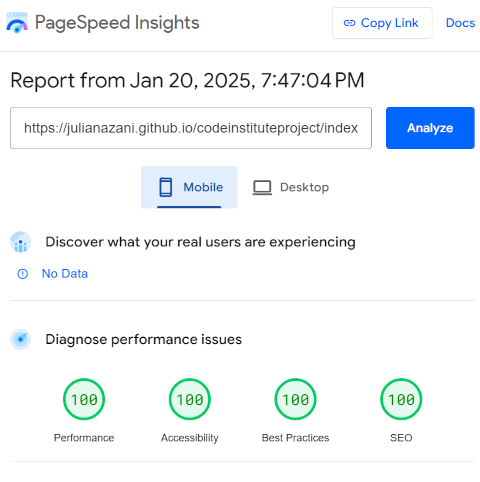 PageSpeed Insights
Copy Link
Docs
Report from Jan 20, 2025, 7:47:04 PM
https://julianazani.github.io/codeinstituteproject/index
Analyze
Mobile
Desktop
Discover what your real users are experiencing
No Data
Diagnose performance issues
100 100 100 100
Performance Accessibility Best Practices SEO